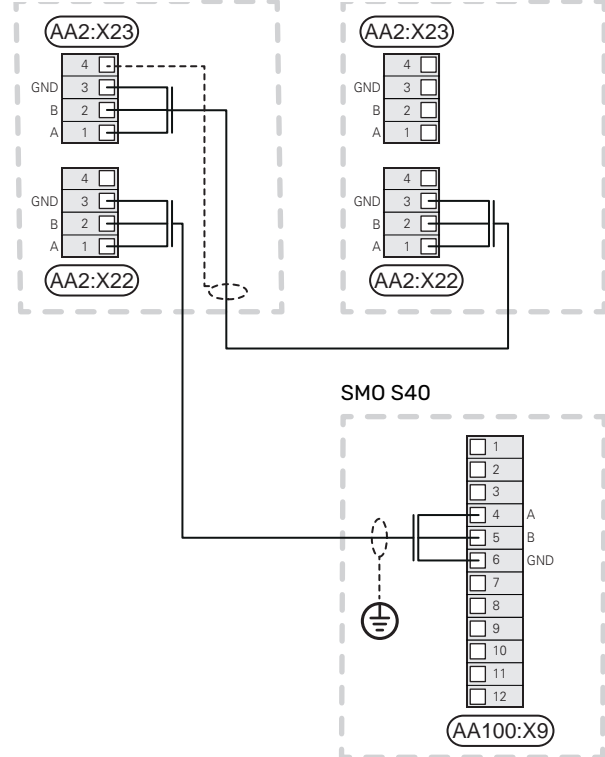 AA2:X23
4
GND 3
B 2
A 1
4
GND 3
B 2
A 1
AA2:X22
AA2:X23
4
GND 3
B 2
A 1
4
GND 3
B 2
A 1
AA2:X22
SMO S40
1
2
3
4 A
5 B
6 GND
7
8
9
10
11
12
AA100:X9